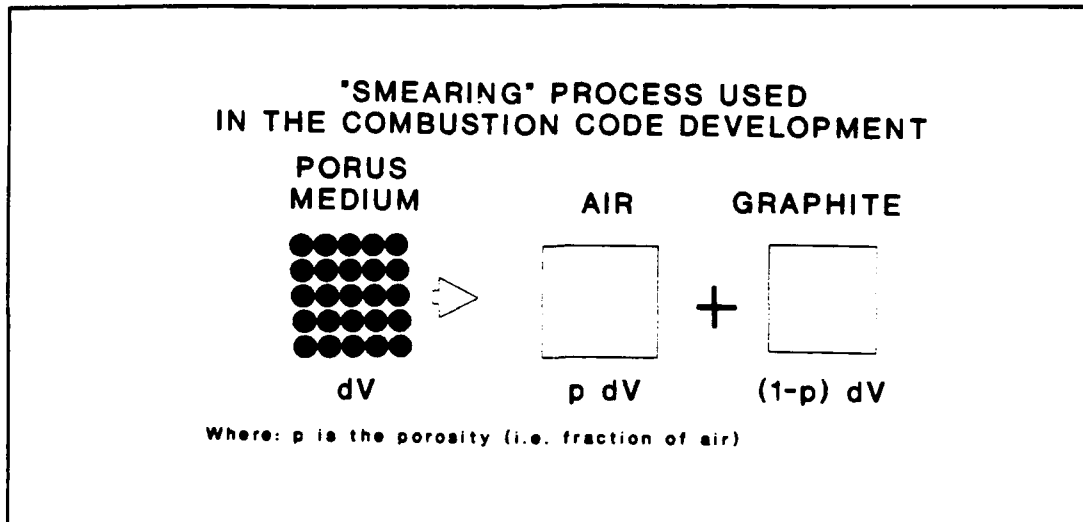 "SMEARING" PROCESS USED
IN THE COMBUSTION CODE DEVELOPMENT
PORUS
MEDIUM
AIR
GRAPHITE
+
dV
p dV
(1-p) dV
Where: p is the porosity (i.e. fraction of air)